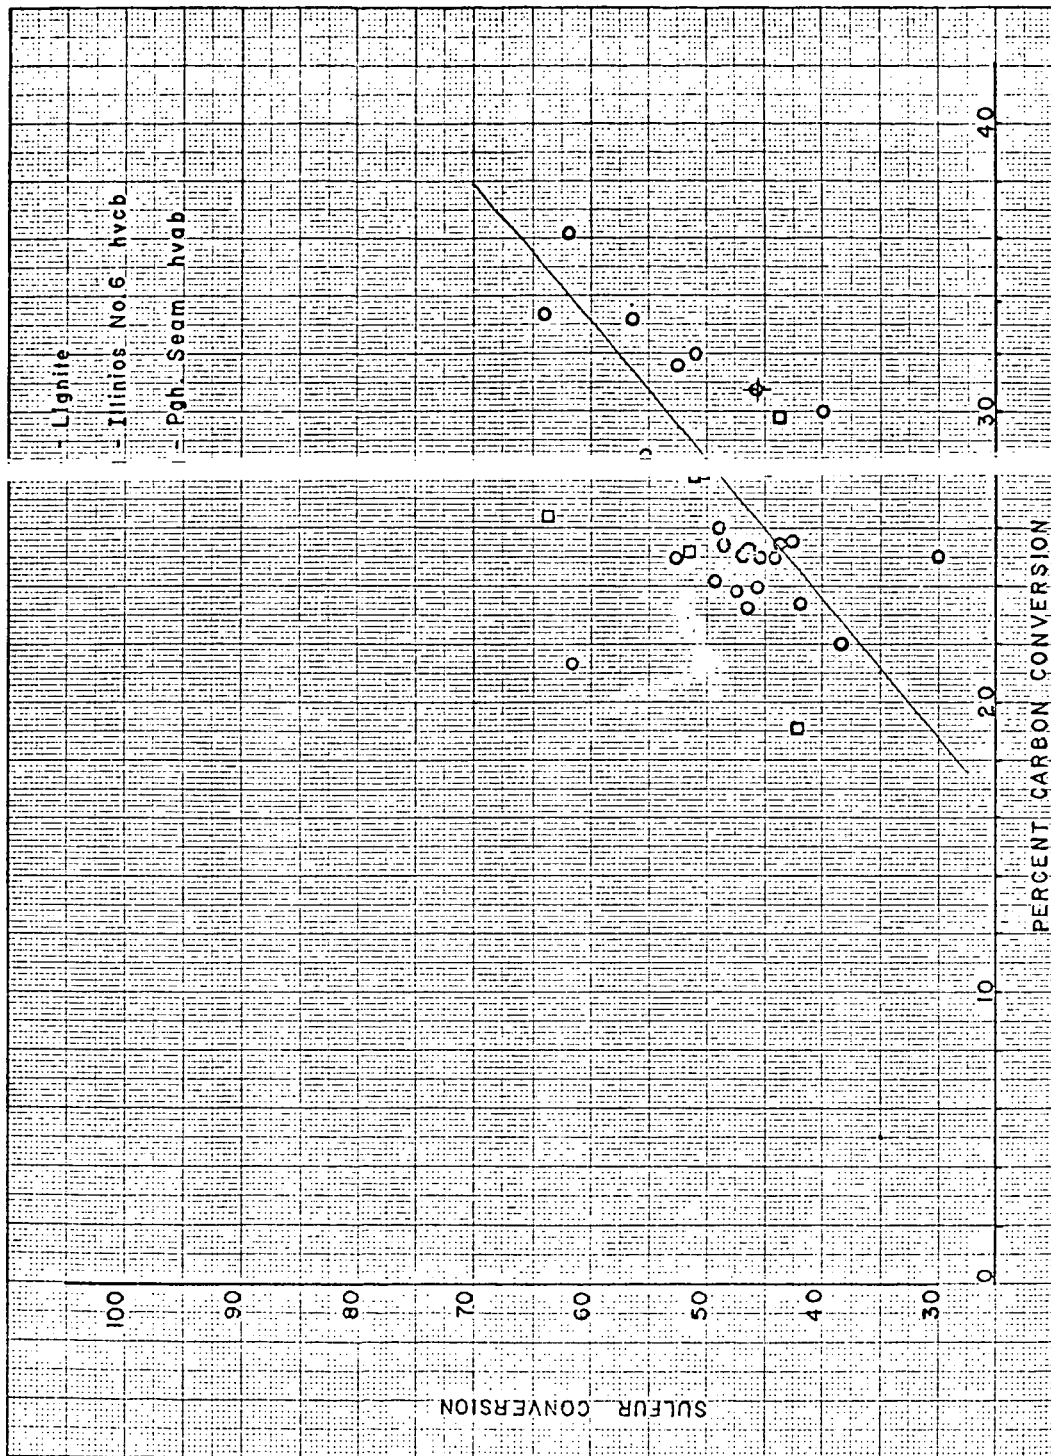 - Lignite
- Illinios No.6 hvcb
- Pgh. Seam hvab
SULFUR CONVERSION
100
90
80
70
60
50
40
30
0
10
20
30
40
PERCENT CARBON CONVERSION